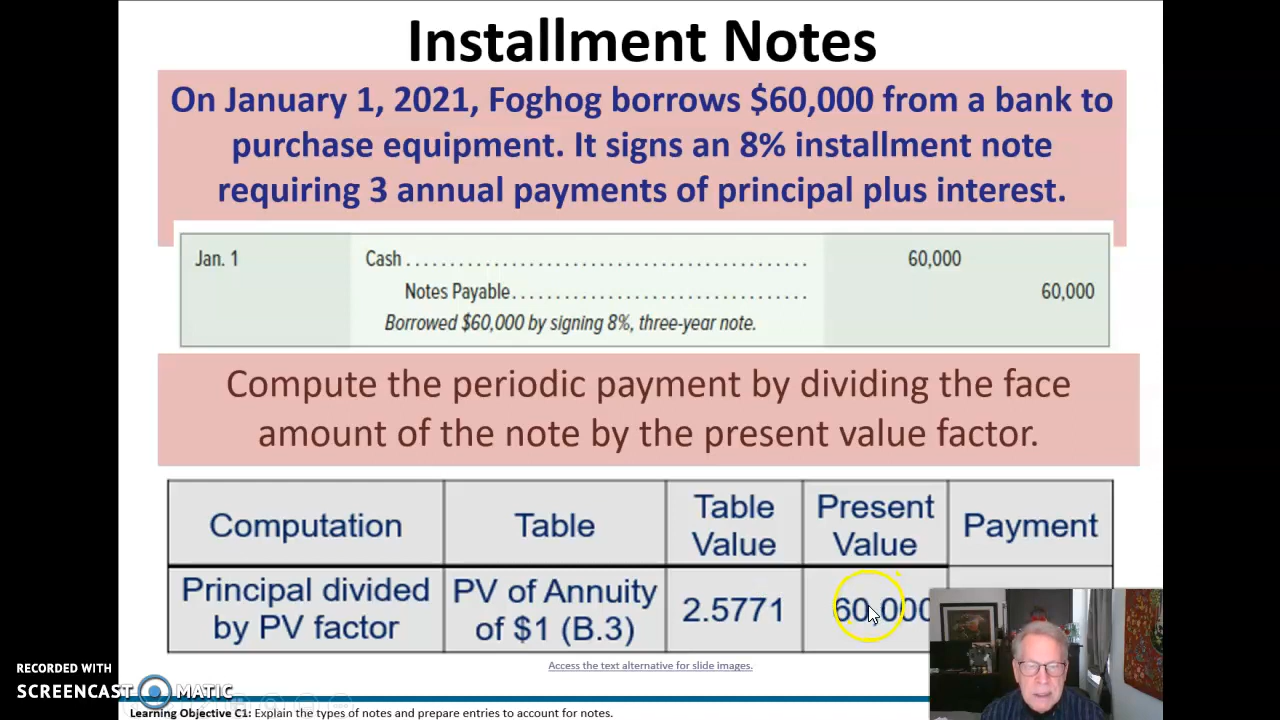 Installment Notes
On January 1, 2021, Foghog borrows $60,000 from a bank to
purchase equipment. It signs an 8% installment note
requiring 3 annual payments of principal plus interest.
Jan. 1 Cash ................................................ 60,000
Notes Payable.................................... 60,000
Borrowed $60,000 by signing 8%, three-year note.
Compute the periodic payment by dividing the face
amount of the note by the present value factor.
Computation Table Table Value Present Value Payment
Principal divided by PV factor PV of Annuity of $1 (B.3) 2.5771 60,000
Access the text alternative for slide images.
RECORDED WITH
SCREENCAST MATIC
Learning Objective C1: Explain the types of notes and prepare entries to account for notes.